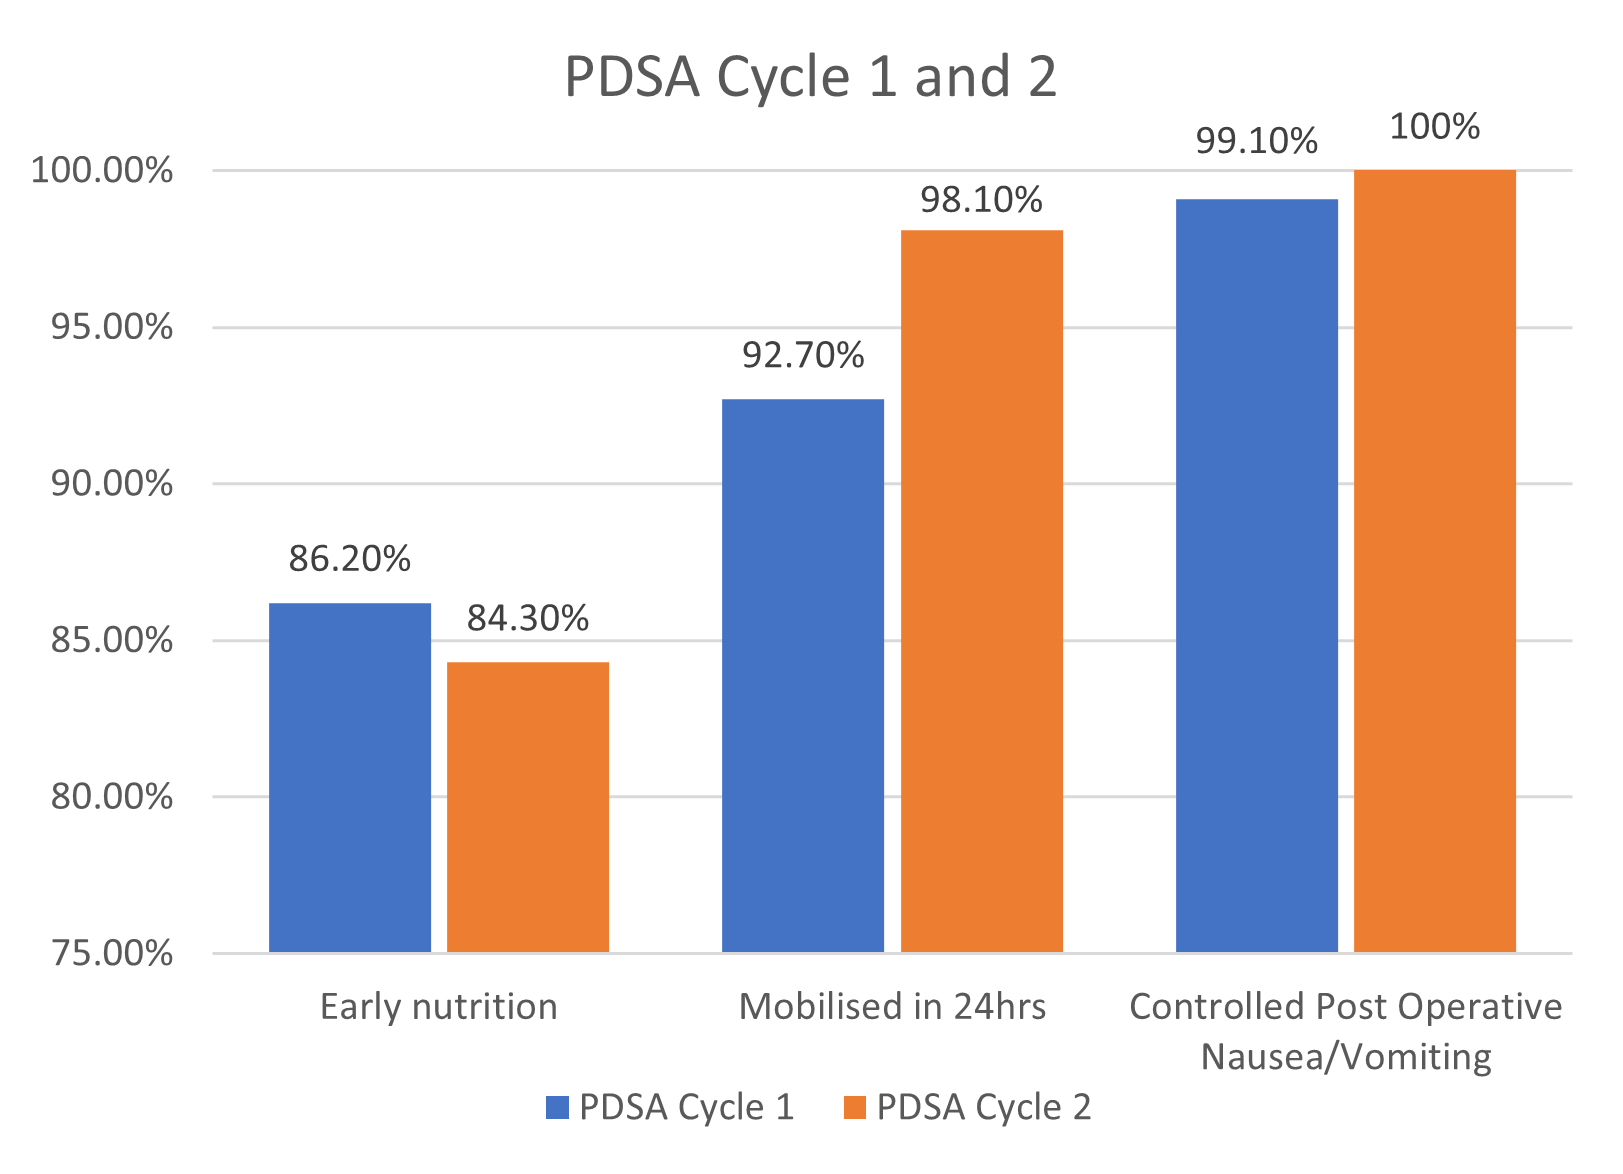 PDSA Cycle 1 and 2
100.00%
95.00%
90.00%
85.00%
80.00%
75.00%
86.20%
84.30%
92.70%
98.10%
99.10%
100%
Early nutrition
Mobilised in 24hrs
Controlled Post Operative
Nausea/Vomiting
PDSA Cycle 1
PDSA Cycle 2